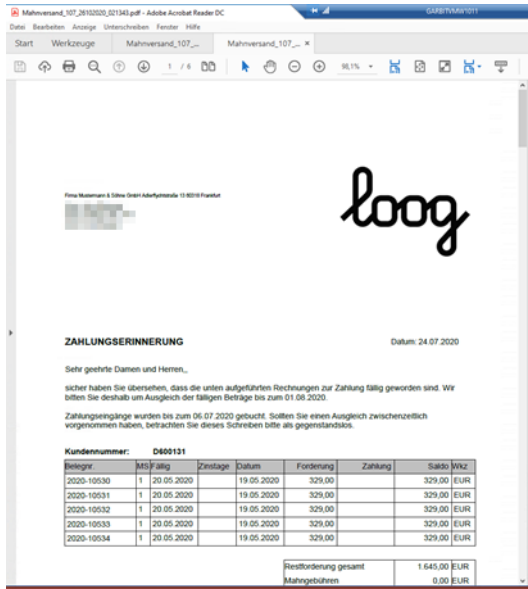 Mahnversand_107_26102020_021343.pdf - Adobe Acrobat Reader DC
GARBITVMW1011
Datei Bearbeiten Anzeige Unterschreiben Fenster Hilfe
Start Werkzeuge Mahnversand_107_... Mahnversand_107_... ×
1 / 6 98,1%
Firma Mustermann & Söhne GmbH 13 60318 Frankfurt
loog
ZAHLUNGSERINNERUNG Datum: 24.07.2020
Sehr geehrte Damen und Herren,,
sicher haben Sie übersehen, dass die unten aufgeführten Rechnungen zur Zahlung fällig geworden sind. Wir
bitten Sie deshalb um Ausgleich der fälligen Beträge bis zum 01.08.2020.
Zahlungseingänge wurden bis zum 06.07.2020 gebucht. Sollten Sie einen Ausgleich zwischenzeitlich
vorgenommen haben, betrachten Sie dieses Schreiben bitte als gegenstandslos.
Kundennummer: D600131
Belegnr. MS Fällig Zinstage Datum Forderung Zahlung Saldo Wkz
2020-10530 1 20.05.2020 19.05.2020 329,00 329,00 EUR
2020-10531 1 20.05.2020 19.05.2020 329,00 329,00 EUR
2020-10532 1 20.05.2020 19.05.2020 329,00 329,00 EUR
2020-10533 1 20.05.2020 19.05.2020 329,00 329,00 EUR
2020-10534 1 20.05.2020 19.05.2020 329,00 329,00 EUR
Restforderung gesamt 1.645,00 EUR
Mahngebühren 0,00 EUR